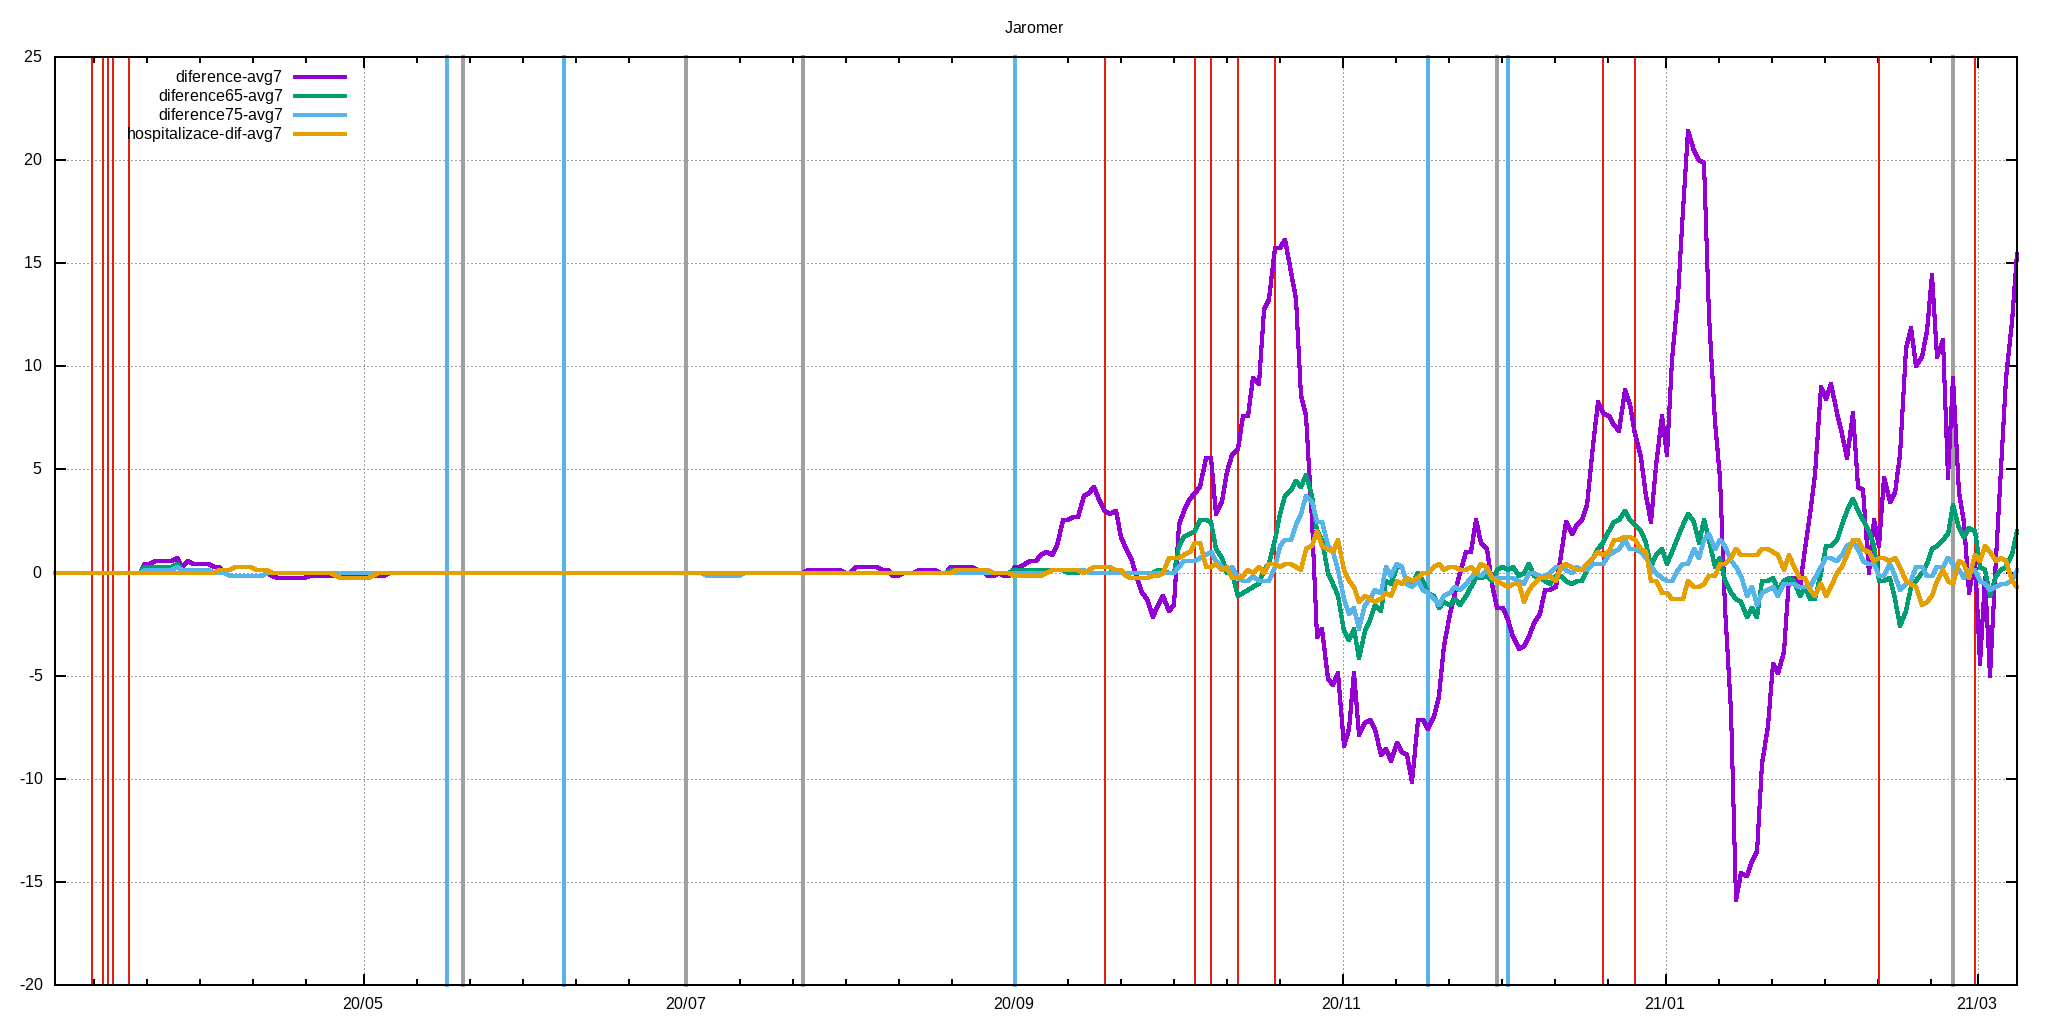 Jaromer
diference-avg7
diference65-avg7
diference75-avg7
hospitalizace-dif-avg7
25
20
15
10
5
0
-5
-10
-15
-20
20/05 20/07 20/09 20/11 21/01 21/03